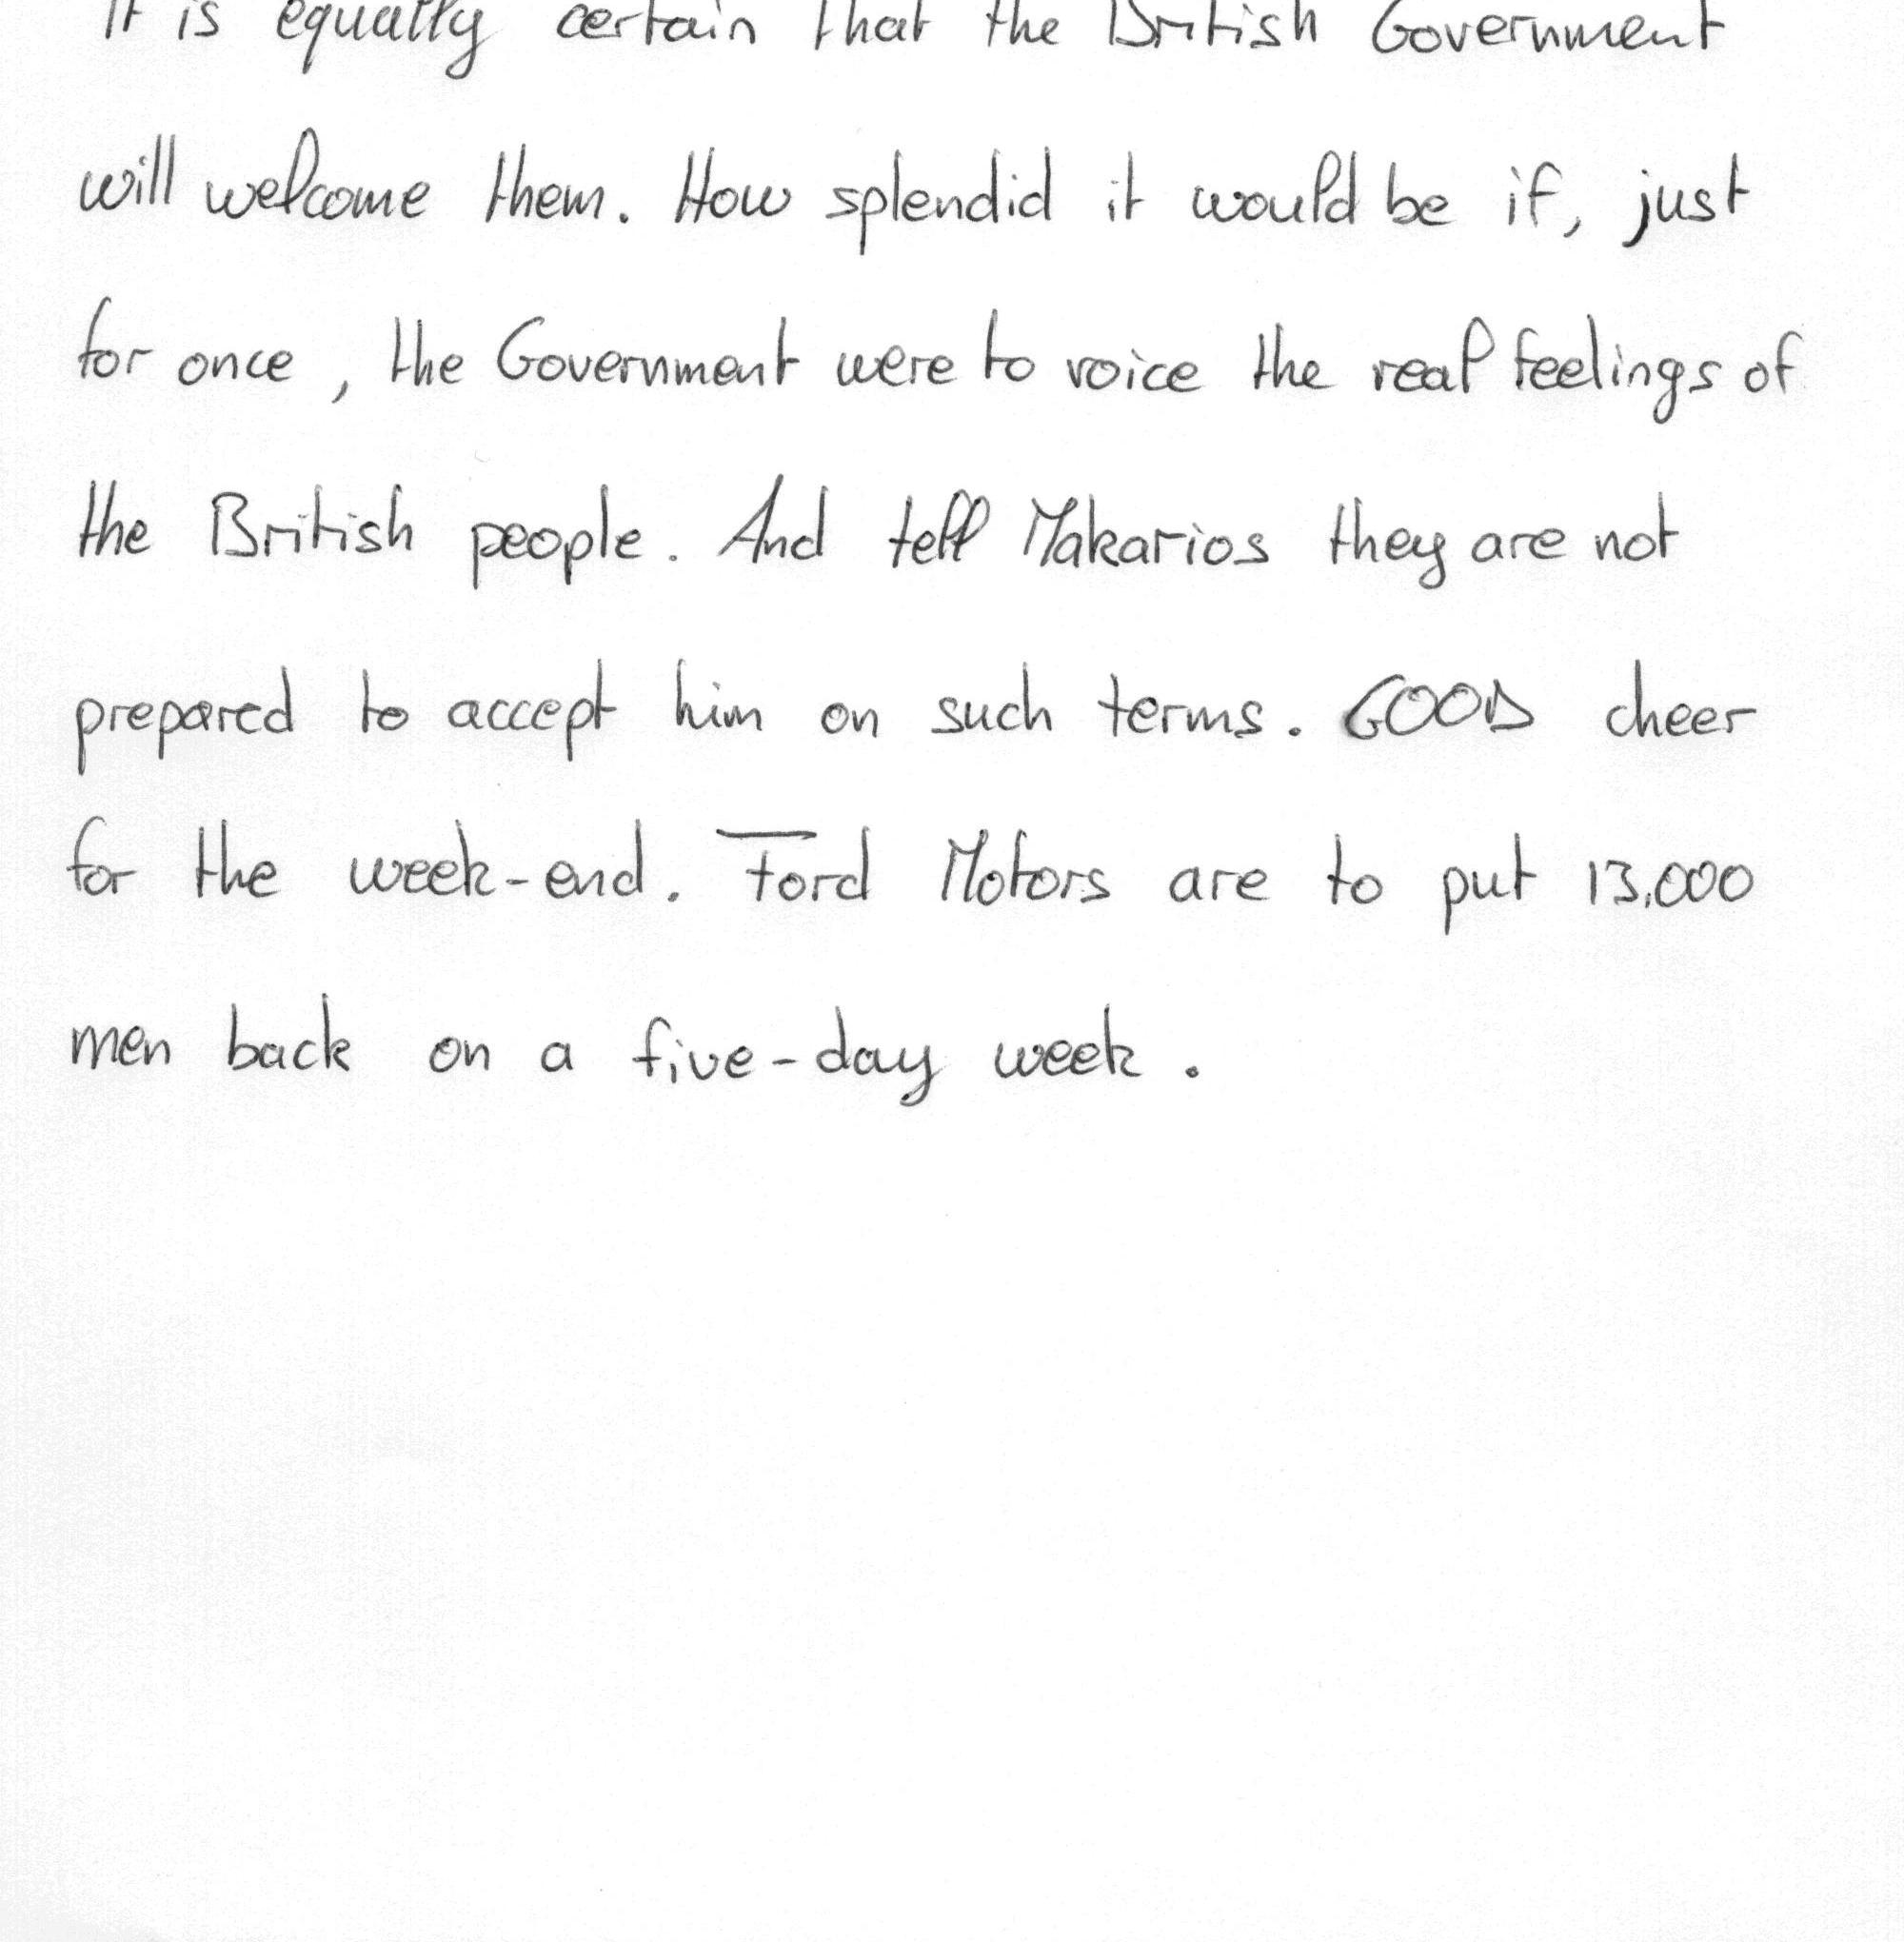 It is equally certain that the British Government
will welcome them. How splendid it would be if, just
for once, the Government were to voice the real feelings of
the British people. And tell Makarios they are not
prepared to accept him on such terms. GOOD cheer
for the week-end. Ford Motors are to put 13,000
men back on a five-day week.